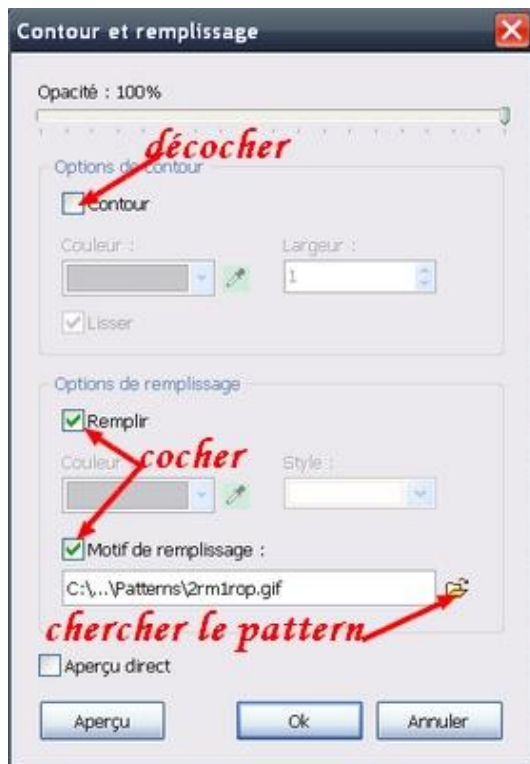 Contour et remplissage
Opacité : 100%
décocher
Options de contour
Contour
Couleur :
Largeur :
1
Lisser
Options de remplissage
Remplir
cocher
Couleur
Style :
Motif de remplissage :
C:\...\Patterns\2rm1rop.gif
chercher le pattern
Aperçu direct
Aperçu
Ok
Annuler